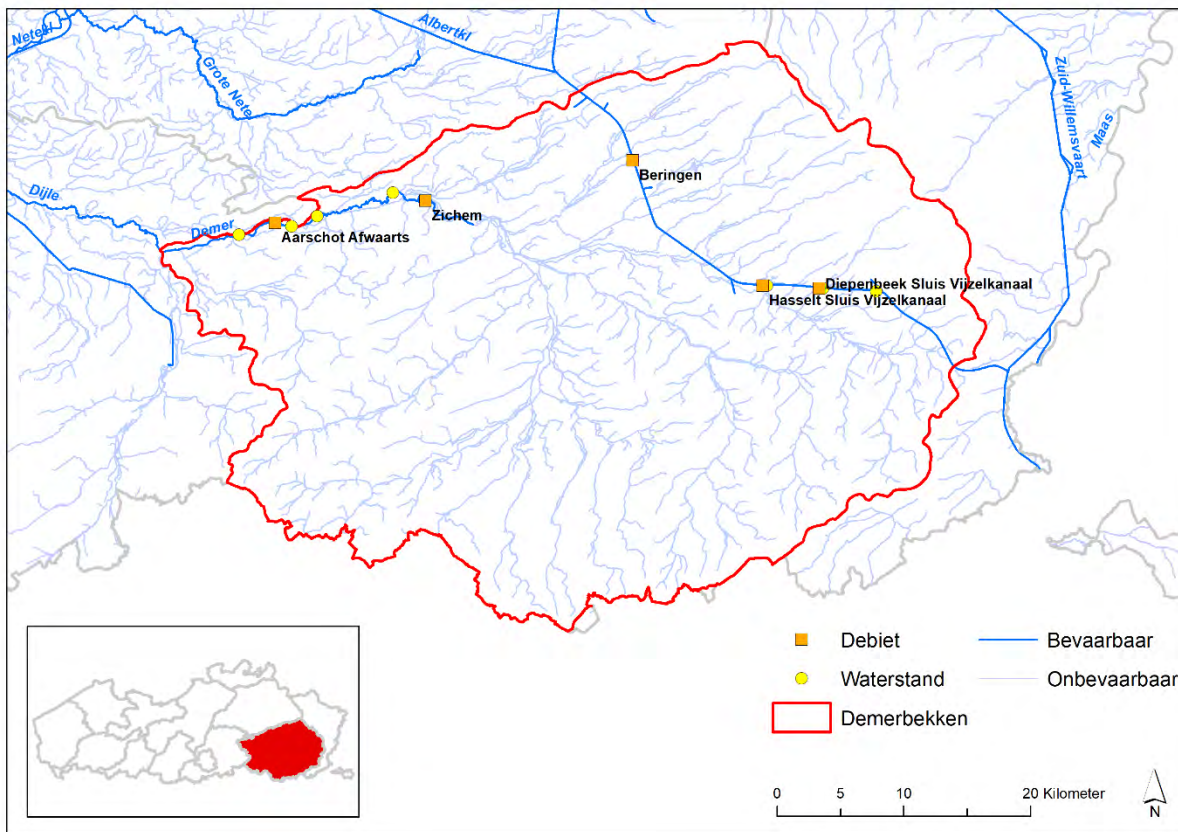 Netekl
Albertkl
Grote Nete
Zuid-Willemsvaart
Maas
Beringen
Dijle
Zichem
Demer
Aarschot Afwaarts
Diepenbeek Sluis Vijzelkanaal
Hasselt Sluis Vijzelkanaal
Debiet
Bevaarbaar
Waterstand
Onbevaarbaar
Demerbekken
0 5 10 20 Kilometer
N